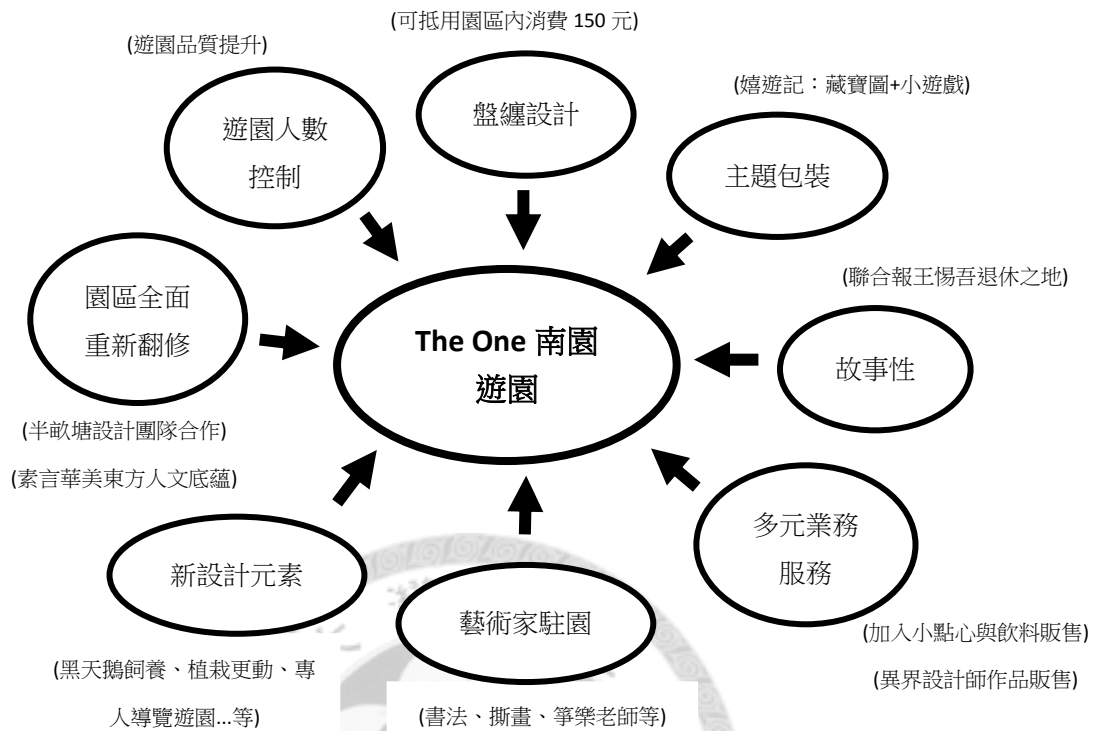 (可抵用園區內消費 150 元)
(遊園品質提升)
(嬉遊記：藏寶圖+小遊戲)
盤纏設計
遊園人數
控制
主題包裝
(聯合報王惕吾退休之地)
園區全面
重新翻修
The One 南園
遊園
故事性
(半畝塘設計團隊合作)
(素言華美東方人文底蘊)
多元業務
服務
新設計元素
藝術家駐園
(加入小點心與飲料販售)
(異界設計師作品販售)
(黑天鵝飼養、植栽更動、專
人導覽遊園...等)
(書法、撕畫、箏樂老師等)